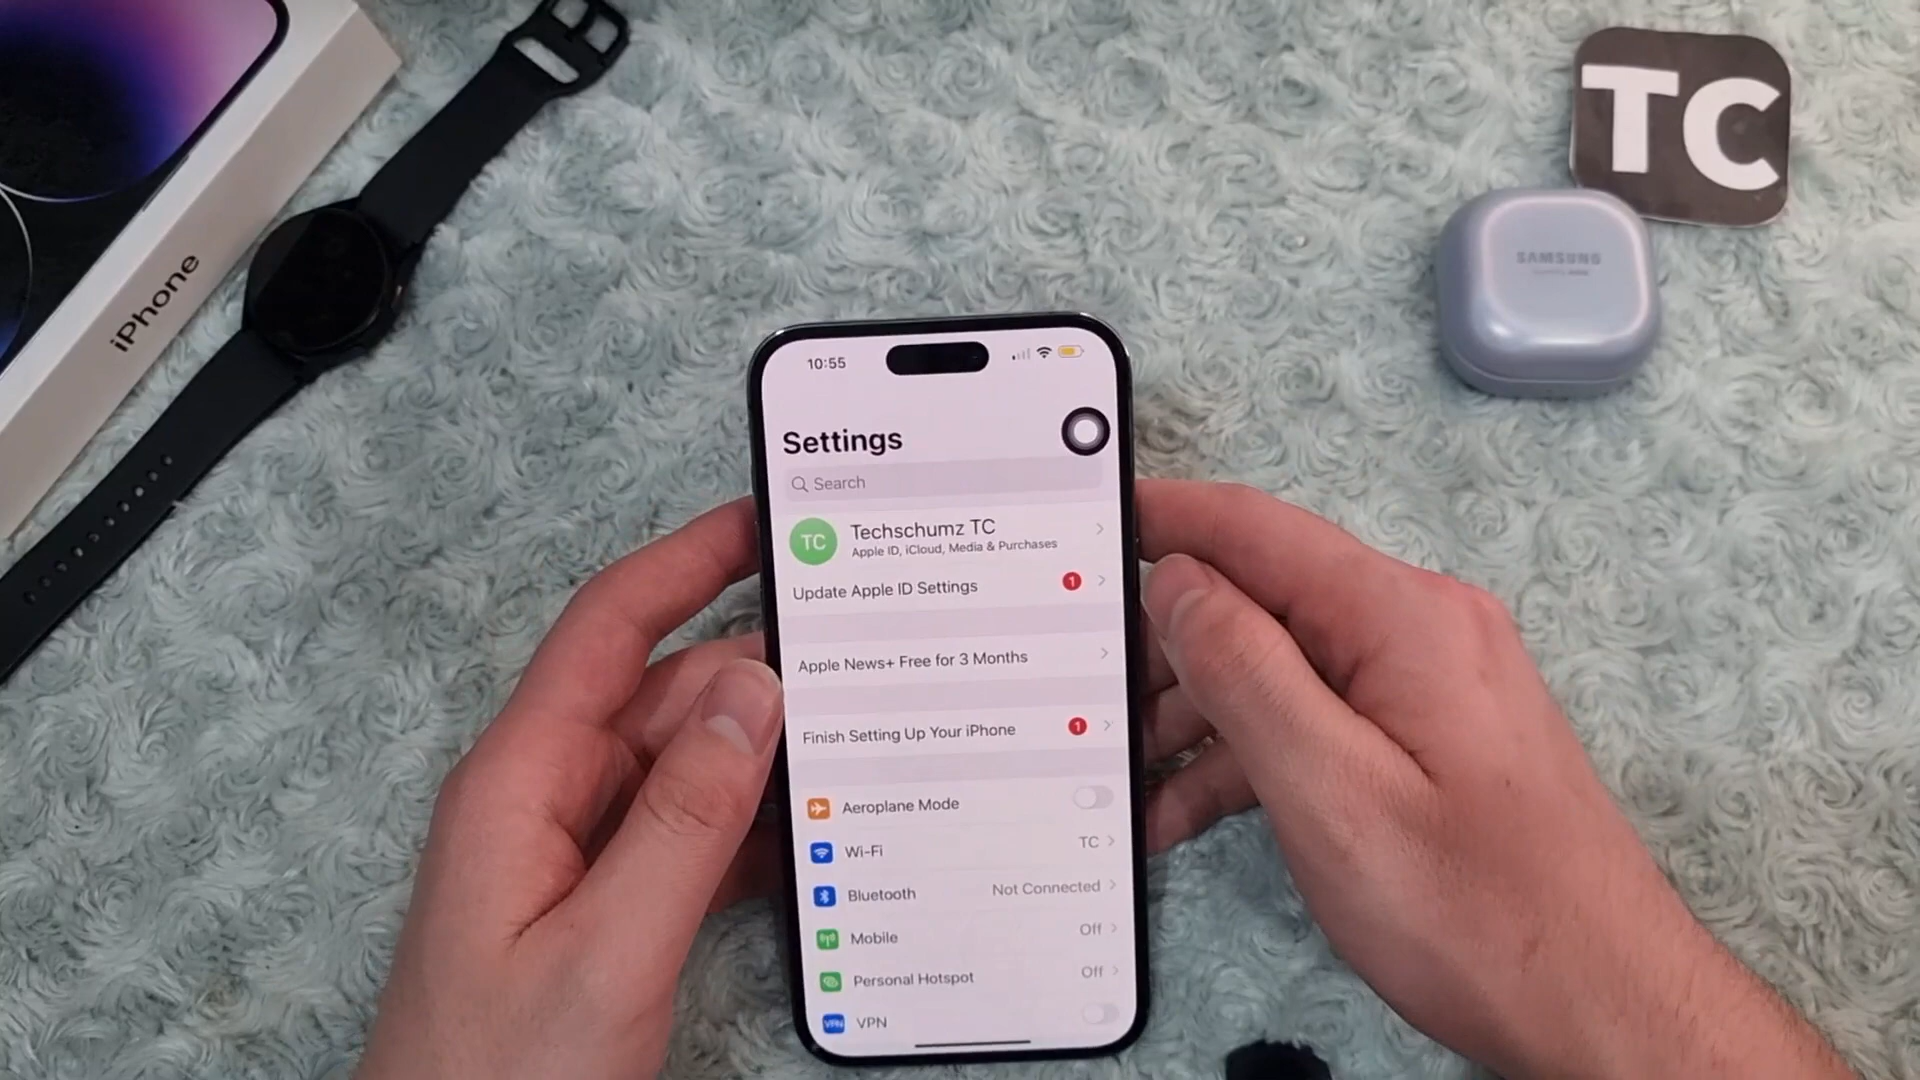 iPhone
TC
SAMSUNG
10:55
Settings
Search
TC
Techschumz TC
Apple ID, iCloud, Media & Purchases
Update Apple ID Settings 1
Apple News+ Free for 3 Months
Finish Setting Up Your iPhone 1
Aeroplane Mode
Wi-Fi TC
Bluetooth Not Connected
Mobile Off
Personal Hotspot Off
VPN VPN